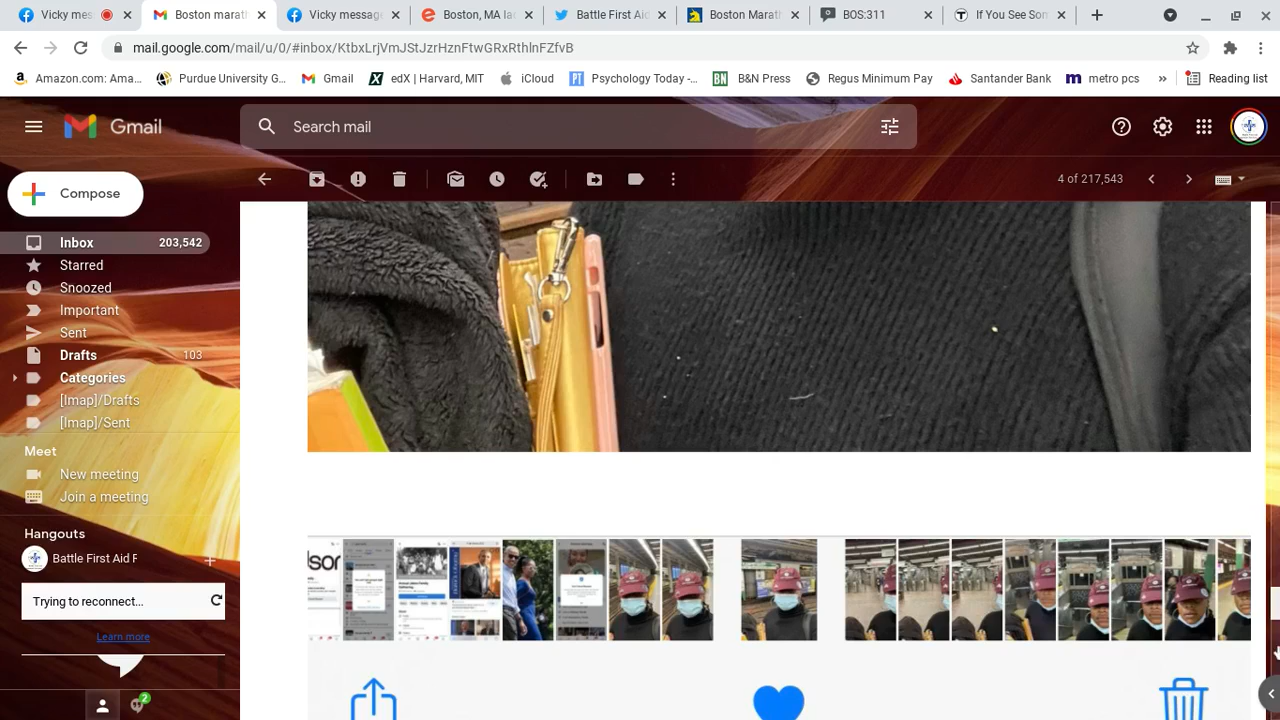 Vicky mes
Boston marat
Vicky message
Boston, MA la
Battle First Aid
Boston Marat
BOS:311
If You See Son
mail.google.com/mail/u/0/#inbox/KtbxLrjVmJStJzrHznFtwGRxRthlnFZfvB
Amazon.com: Ama...
Purdue University G...
Gmail
edX | Harvard, MIT
iCloud
Psychology Today -...
B&N Press
Regus Minimum Pay
Santander Bank
metro pcs
»
Reading list
Gmail
Search mail
Compose
4 of 217,543
Inbox 203,542
Starred
Snoozed
Important
Sent
Drafts 103
Categories
[Imap]/Drafts
[Imap]/Sent
Meet
New meeting
Join a meeting
Hangouts
Battle First Aid F
Trying to reconnect...
Learn more
2